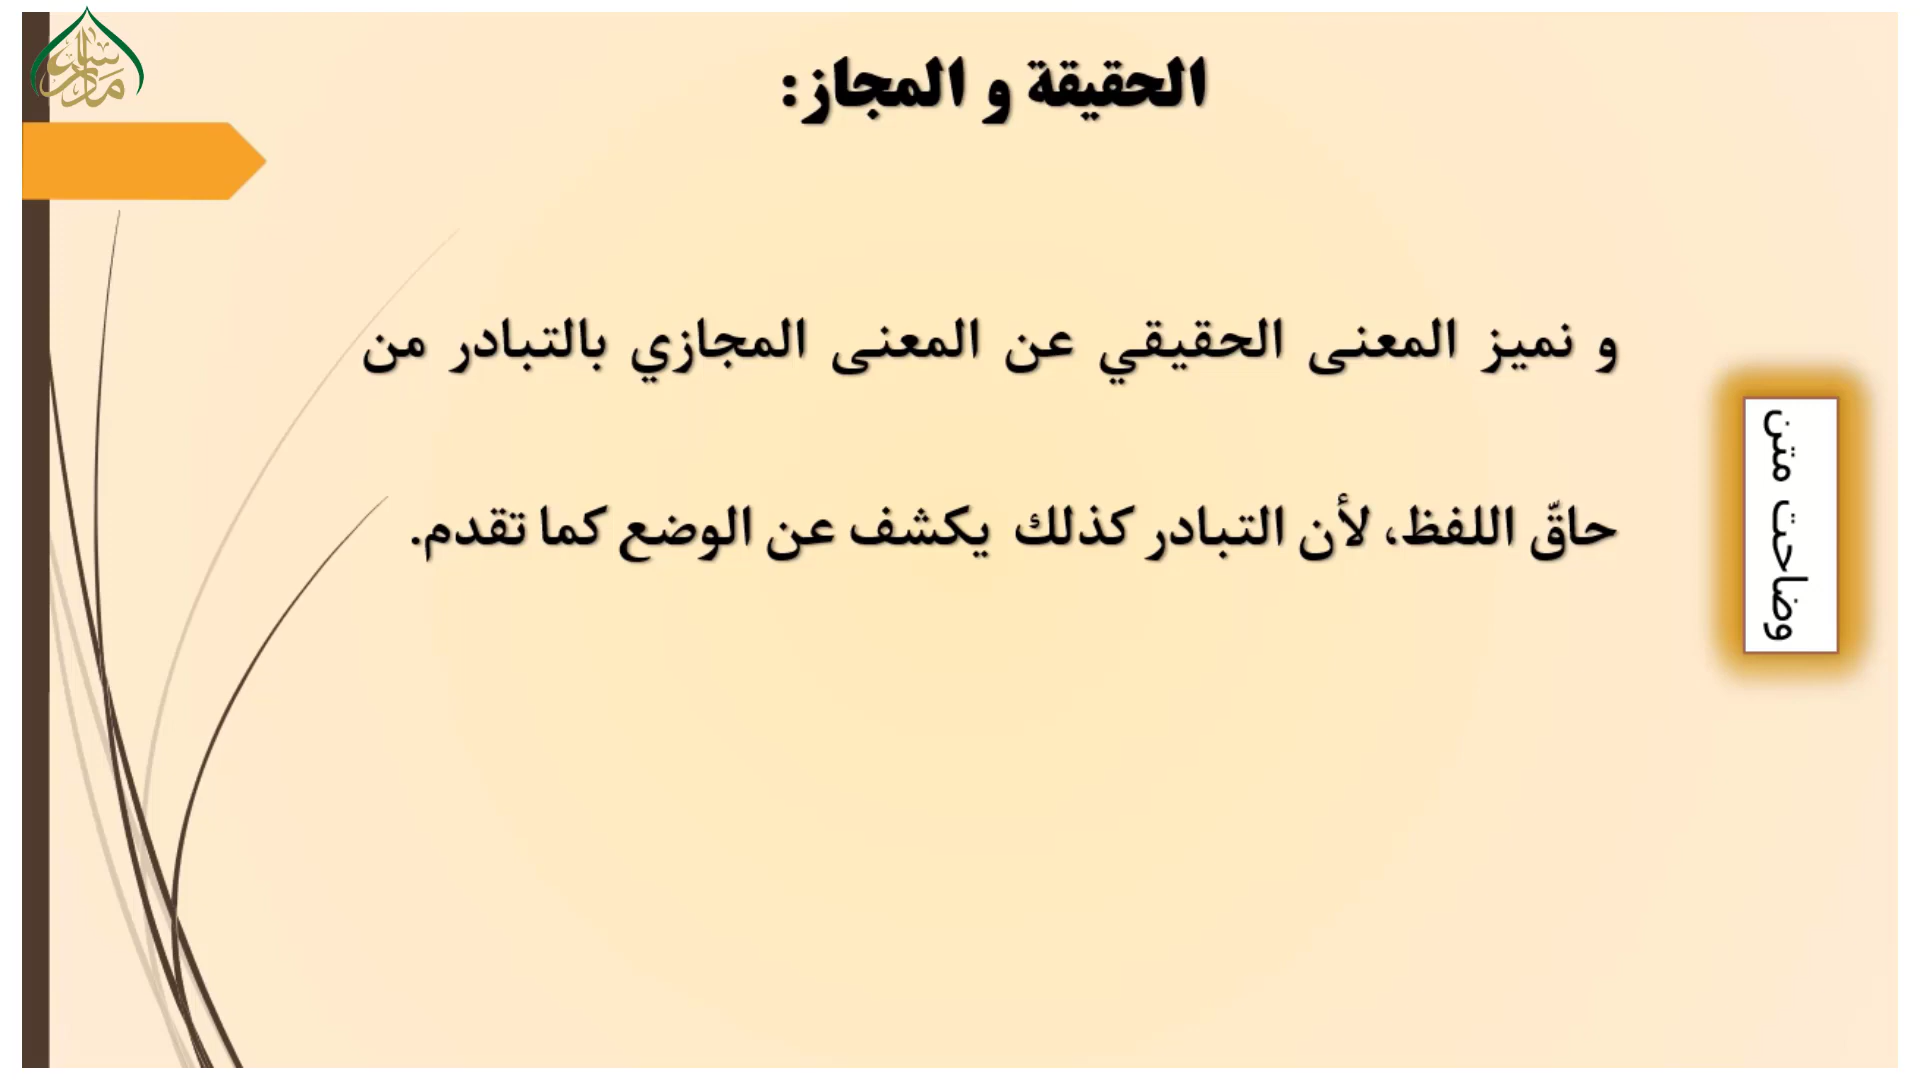 الحقيقة و المجاز:
و نميز المعنى الحقيقي عن المعنى المجازي بالتبادر من
حاقّ اللفظ، لأن التبادر كذلك يكشف عن الوضع كما تقدم.
وضاحت متن